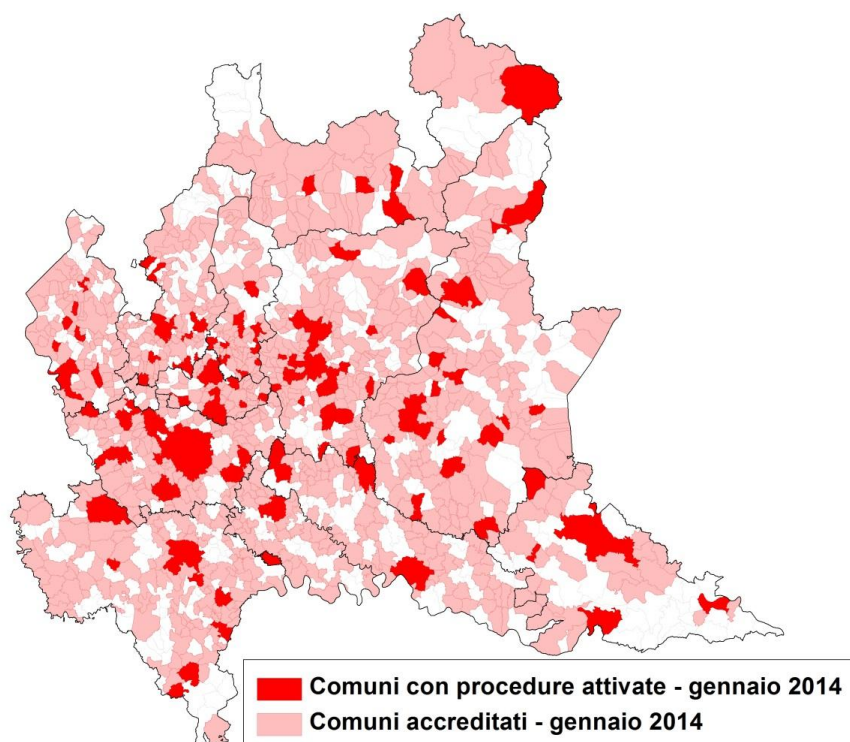 Comuni con procedure attivate - gennaio 2014
Comuni accreditati - gennaio 2014